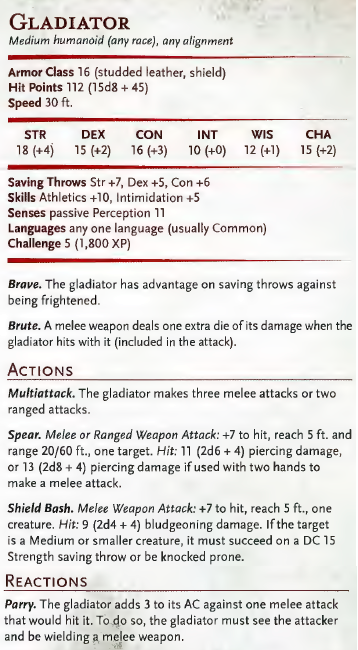 GLADIATOR
Medium humanoid (any race), any alignment
Armor Class 16 (studded leather, shield)
Hit Points 112 (15d8 + 45)
Speed 30 ft.
STR DEX CON INT WIS CHA
18 (+4) 15 (+2) 16 (+3) 10 (+0) 12 (+1) 15 (+2)
Saving Throws Str +7, Dex +5, Con +6
Skills Athletics +10, Intimidation +5
Senses passive Perception 11
Languages any one language (usually Common)
Challenge 5 (1,800 XP)
Brave. The gladiator has advantage on saving throws against
being frightened.
Brute. A melee weapon deals one extra die of its damage when the
gladiator hits with it (included in the attack).
ACTIONS
Multiattack. The gladiator makes three melee attacks or two
ranged attacks.
Spear. Melee or Ranged Weapon Attack: +7 to hit, reach 5 ft. and
range 20/60 ft., one target. Hit: 11 (2d6 + 4) piercing damage,
or 13 (2d8 + 4) piercing damage if used with two hands to
make a melee attack.
Shield Bash. Melee Weapon Attack: +7 to hit, reach 5 ft., one
creature. Hit: 9 (2d4 + 4) bludgeoning damage. If the target
is a Medium or smaller creature, it must succeed on a DC 15
Strength saving throw or be knocked prone.
REACTIONS
Parry. The gladiator adds 3 to its AC against one melee attack
that would hit it. To do so, the gladiator must see the attacker
and be wielding a melee weapon.